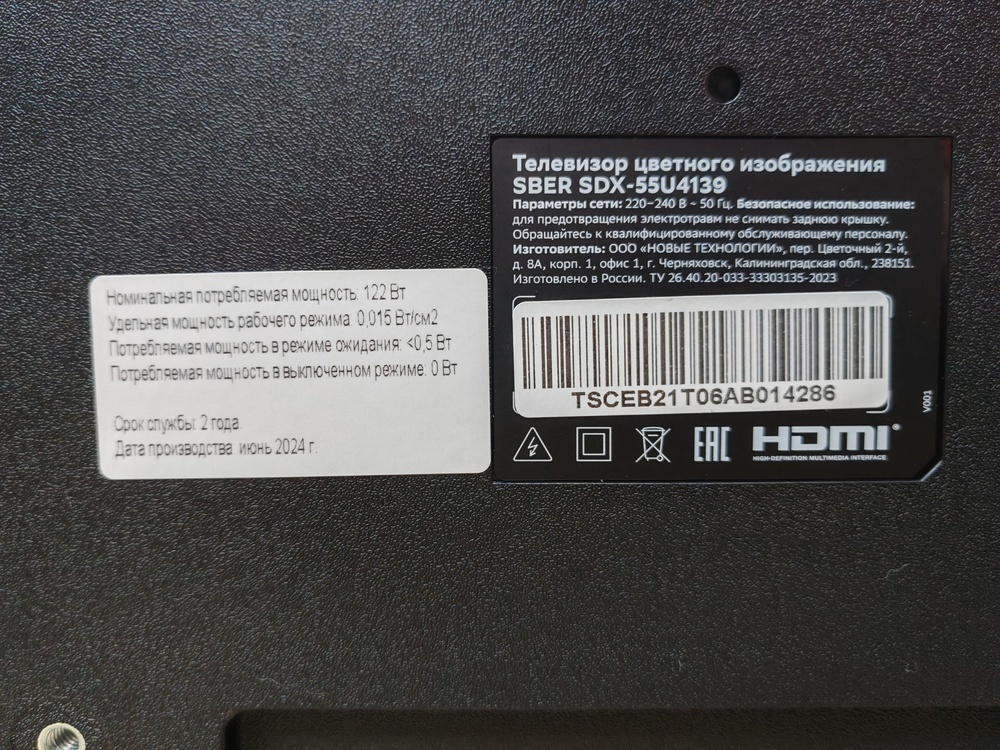 Номинальная потребляемая мощность: 122 Вт
Удельная мощность рабочего режима: 0,015 Вт/см2
Потребляемая мощность в режиме ожидания: <0,5 Вт
Потребляемая мощность в выключенном режиме: 0 Вт
Срок службы: 2 года
Дата производства: июнь 2024 г.
Телевизор цветного изображения
SBER SDX-55U4139
Параметры сети: 220–240 В ~ 50 Гц. Безопасное использование:
для предотвращения электротравм не снимать заднюю крышку.
Обращайтесь к квалифицированному обслуживающему персоналу.
Изготовитель: ООО «НОВЫЕ ТЕХНОЛОГИИ», пер. Цветочный 2-й,
д. 8А, корп. 1, офис 1, г. Черняховск, Калининградская обл., 238151.
Изготовлено в России. ТУ 26.40.20-033-33303135-2023
TSCEB21T06AB014286
V001
EAC HDMI
HIGH-DEFINITION MULTIMEDIA INTERFACE